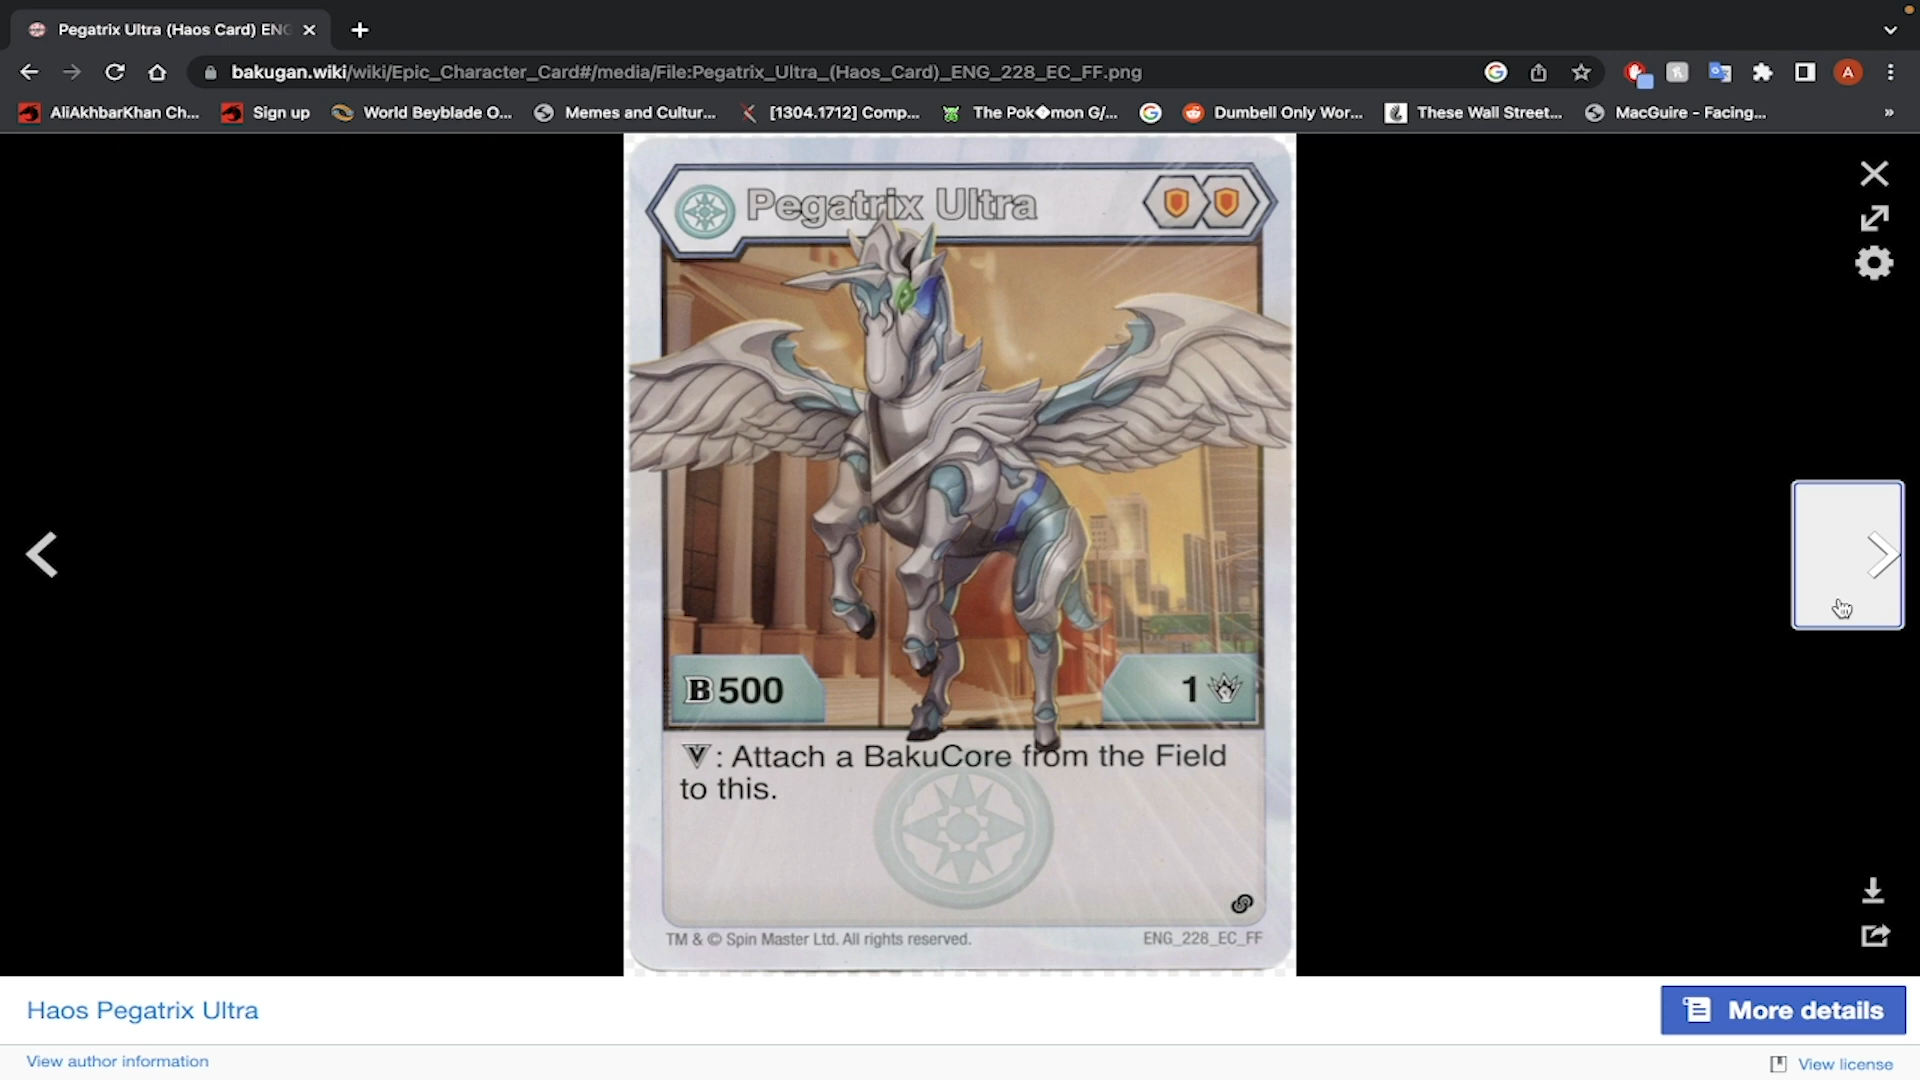 Pegatrix Ultra (Haos Card) ENG
bakugan.wiki/wiki/Epic_Character_Card#/media/File:Pegatrix_Ultra_(Haos_Card)_ENG_228_EC_FF.png
A
AliAkhbarKhan Ch...
Sign up
World Beyblade O...
Memes and Cultur...
[1304.1712] Comp...
The Pok�mon G/...
Dumbell Only Wor...
These Wall Street...
MacGuire - Facing...
»
Pegatrix Ultra
B 500
1
: Attach a BakuCore from the Field
to this.
TM & © Spin Master Ltd. All rights reserved.
ENG_228_EC_FF
Haos Pegatrix Ultra
More details
View author information
View license